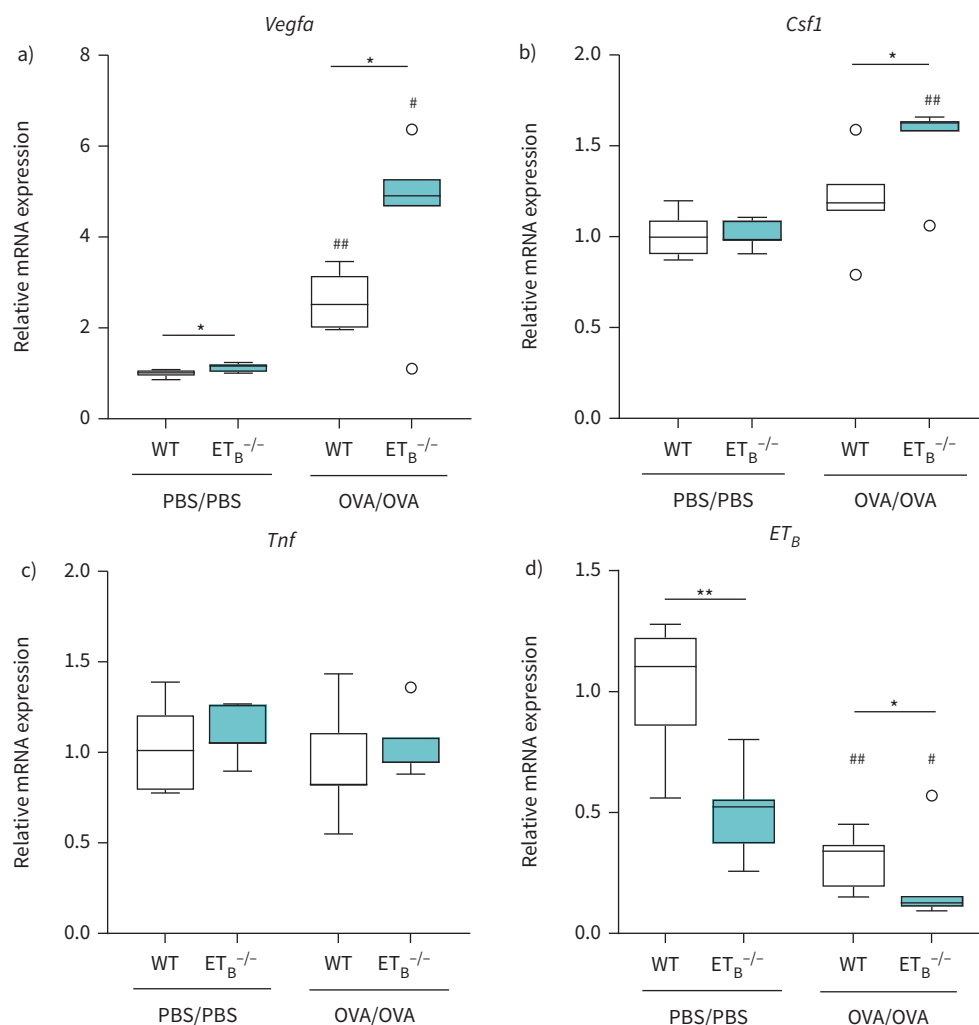 a)
Vegfa
Relative mRNA expression
8
6
4
2
0
*
##
*
#
WT
ET_B^−/−
WT
ET_B^−/−
PBS/PBS
OVA/OVA
b)
Csf1
Relative mRNA expression
2.0
1.5
1.0
0.5
0.0
*
##
WT
ET_B^−/−
WT
ET_B^−/−
PBS/PBS
OVA/OVA
c)
Tnf
Relative mRNA expression
2.0
1.5
1.0
0.5
0.0
WT
ET_B^−/−
WT
ET_B^−/−
PBS/PBS
OVA/OVA
d)
ET_B
Relative mRNA expression
1.5
1.0
0.5
0.0
**
##
*
#
WT
ET_B^−/−
WT
ET_B^−/−
PBS/PBS
OVA/OVA